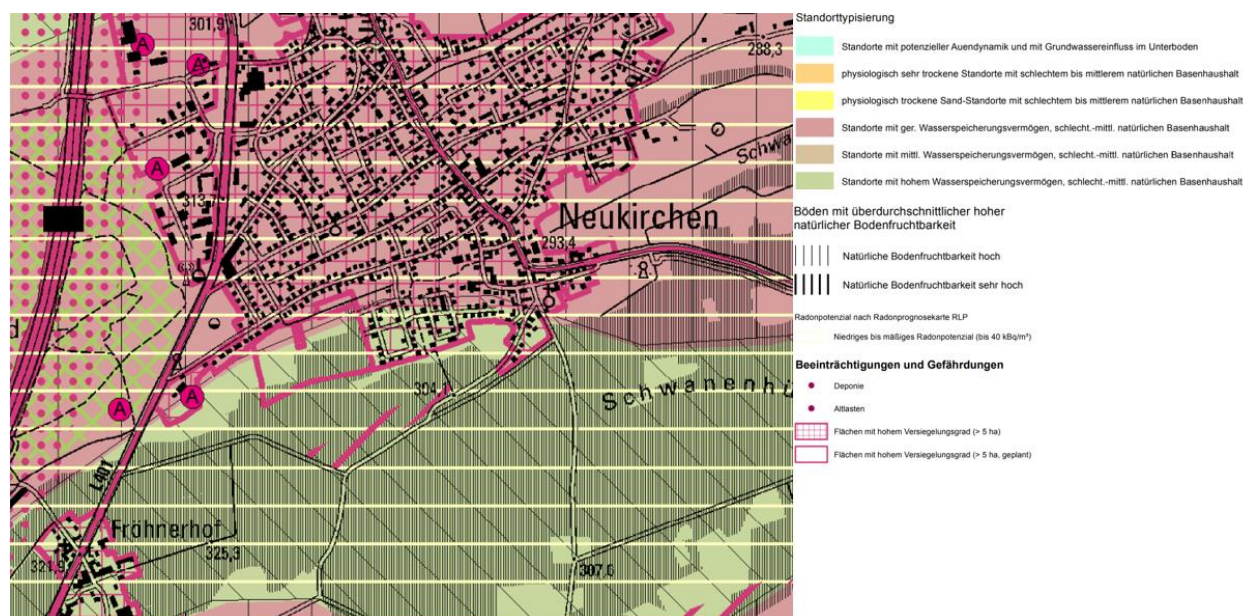 301,9
A
A
288,3
A
313,
Schwa
Neukirchen
293,4
304,1
Schwanenhü
A
A
L401
Fröhnerhof
325,3
321,9
307,6
Standorttypisierung
Standorte mit potenzieller Auendynamik und mit Grundwassereinfluss im Unterboden
physiologisch sehr trockene Standorte mit schlechtem bis mittlerem natürlichen Basenhaushalt
physiologisch trockene Sand-Standorte mit schlechtem bis mittlerem natürlichen Basenhaushalt
Standorte mit ger. Wasserspeicherungsvermögen, schlecht.-mittl. natürlichen Basenhaushalt
Standorte mit mittl. Wasserspeicherungsvermögen, schlecht.-mittl. natürlichen Basenhaushalt
Standorte mit hohem Wasserspeicherungsvermögen, schlecht.-mittl. natürlichen Basenhaushalt
Böden mit überdurchschnittlicher hoher
natürlicher Bodenfruchtbarkeit
Natürliche Bodenfruchtbarkeit hoch
Natürliche Bodenfruchtbarkeit sehr hoch
Radonpotenzial nach Radonprognosekarte RLP
Niedriges bis mäßiges Radonpotenzial (bis 40 kBq/m³)
Beeinträchtigungen und Gefährdungen
Deponie
Altlasten
Flächen mit hohem Versiegelungsgrad (> 5 ha)
Flächen mit hohem Versiegelungsgrad (> 5 ha, geplant)